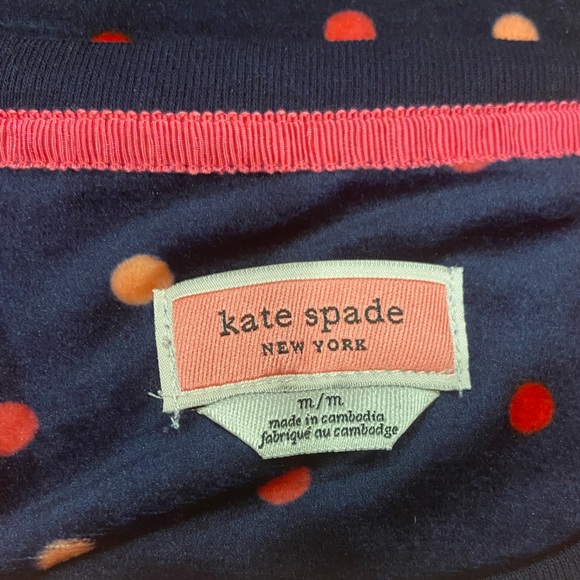 kate spade
NEW YORK
m/m
made in cambodia
fabriqué au cambodge